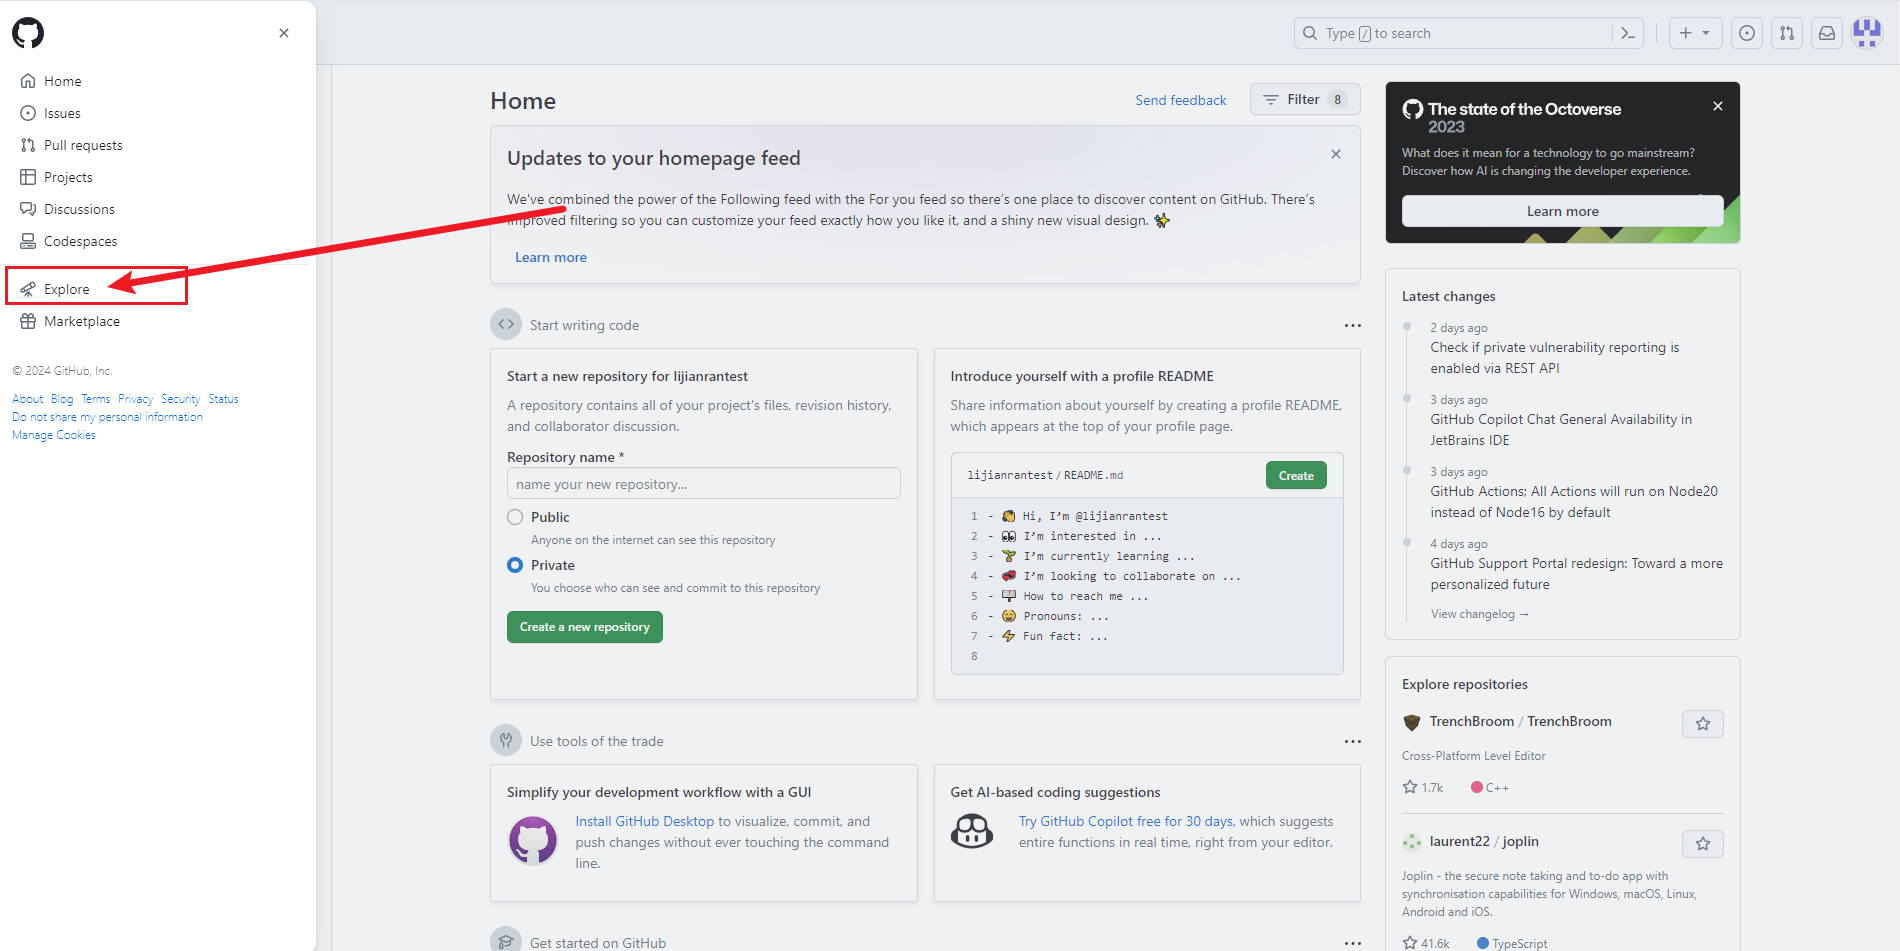 Type / to search
Home
Issues
Pull requests
Projects
Discussions
Codespaces
Explore
Marketplace
© 2024 GitHub, Inc.
About Blog Terms Privacy Security Status
Do not share my personal information
Manage Cookies
Home
Send feedback
Filter 8
Updates to your homepage feed
We've combined the power of the Following feed with the For you feed so there's one place to discover content on GitHub. There's
improved filtering so you can customize your feed exactly how you like it, and a shiny new visual design. ✨
Learn more
Start writing code
Start a new repository for lijianrantest
A repository contains all of your project's files, revision history,
and collaborator discussion.
Repository name *
name your new repository...
Public
Anyone on the internet can see this repository
Private
You choose who can see and commit to this repository
Create a new repository
Introduce yourself with a profile README
Share information about yourself by creating a profile README,
which appears at the top of your profile page.
lijianrantest / README.md
Create
1 - 👋 Hi, I'm @lijianrantest
2 - 👀 I'm interested in ...
3 - 🌱 I'm currently learning ...
4 - 💞️ I'm looking to collaborate on ...
5 - 📫 How to reach me ...
6 - 😄 Pronouns: ...
7 - ⚡ Fun fact: ...
8
Use tools of the trade
Simplify your development workflow with a GUI
Install GitHub Desktop to visualize, commit, and
push changes without ever touching the command
line.
Get AI-based coding suggestions
Try GitHub Copilot free for 30 days, which suggests
entire functions in real time, right from your editor.
Get started on GitHub
The state of the Octoverse
2023
What does it mean for a technology to go mainstream?
Discover how AI is changing the developer experience.
Learn more
Latest changes
2 days ago
Check if private vulnerability reporting is
enabled via REST API
3 days ago
GitHub Copilot Chat General Availability in
JetBrains IDE
3 days ago
GitHub Actions; All Actions will run on Node20
instead of Node16 by default
4 days ago
GitHub Support Portal redesign: Toward a more
personalized future
View changelog →
Explore repositories
TrenchBroom / TrenchBroom
Cross-Platform Level Editor
1.7k C++
laurent22 / joplin
Joplin - the secure note taking and to-do app with
synchronisation capabilities for Windows, macOS, Linux,
Android and iOS.
41.6k TypeScript